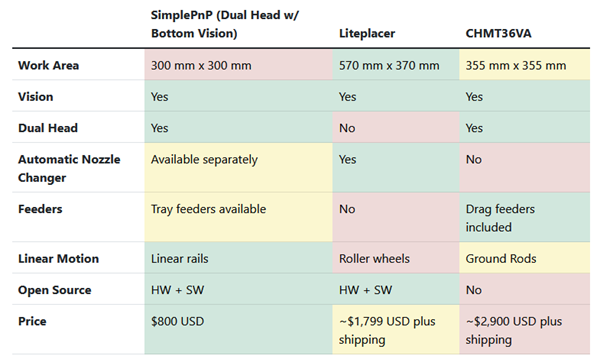 SimplePnP (Dual Head w/
Bottom Vision) Liteplacer CHMT36VA
Work Area 300 mm x 300 mm 570 mm x 370 mm 355 mm x 355 mm
Vision Yes Yes Yes
Dual Head Yes No Yes
Automatic Nozzle Available separately Yes No
Changer
Feeders Tray feeders available No Drag feeders
included
Linear Motion Linear rails Roller wheels Ground Rods
Open Source HW + SW HW + SW No
Price $800 USD ~$1,799 USD plus ~$2,900 USD plus
shipping shipping